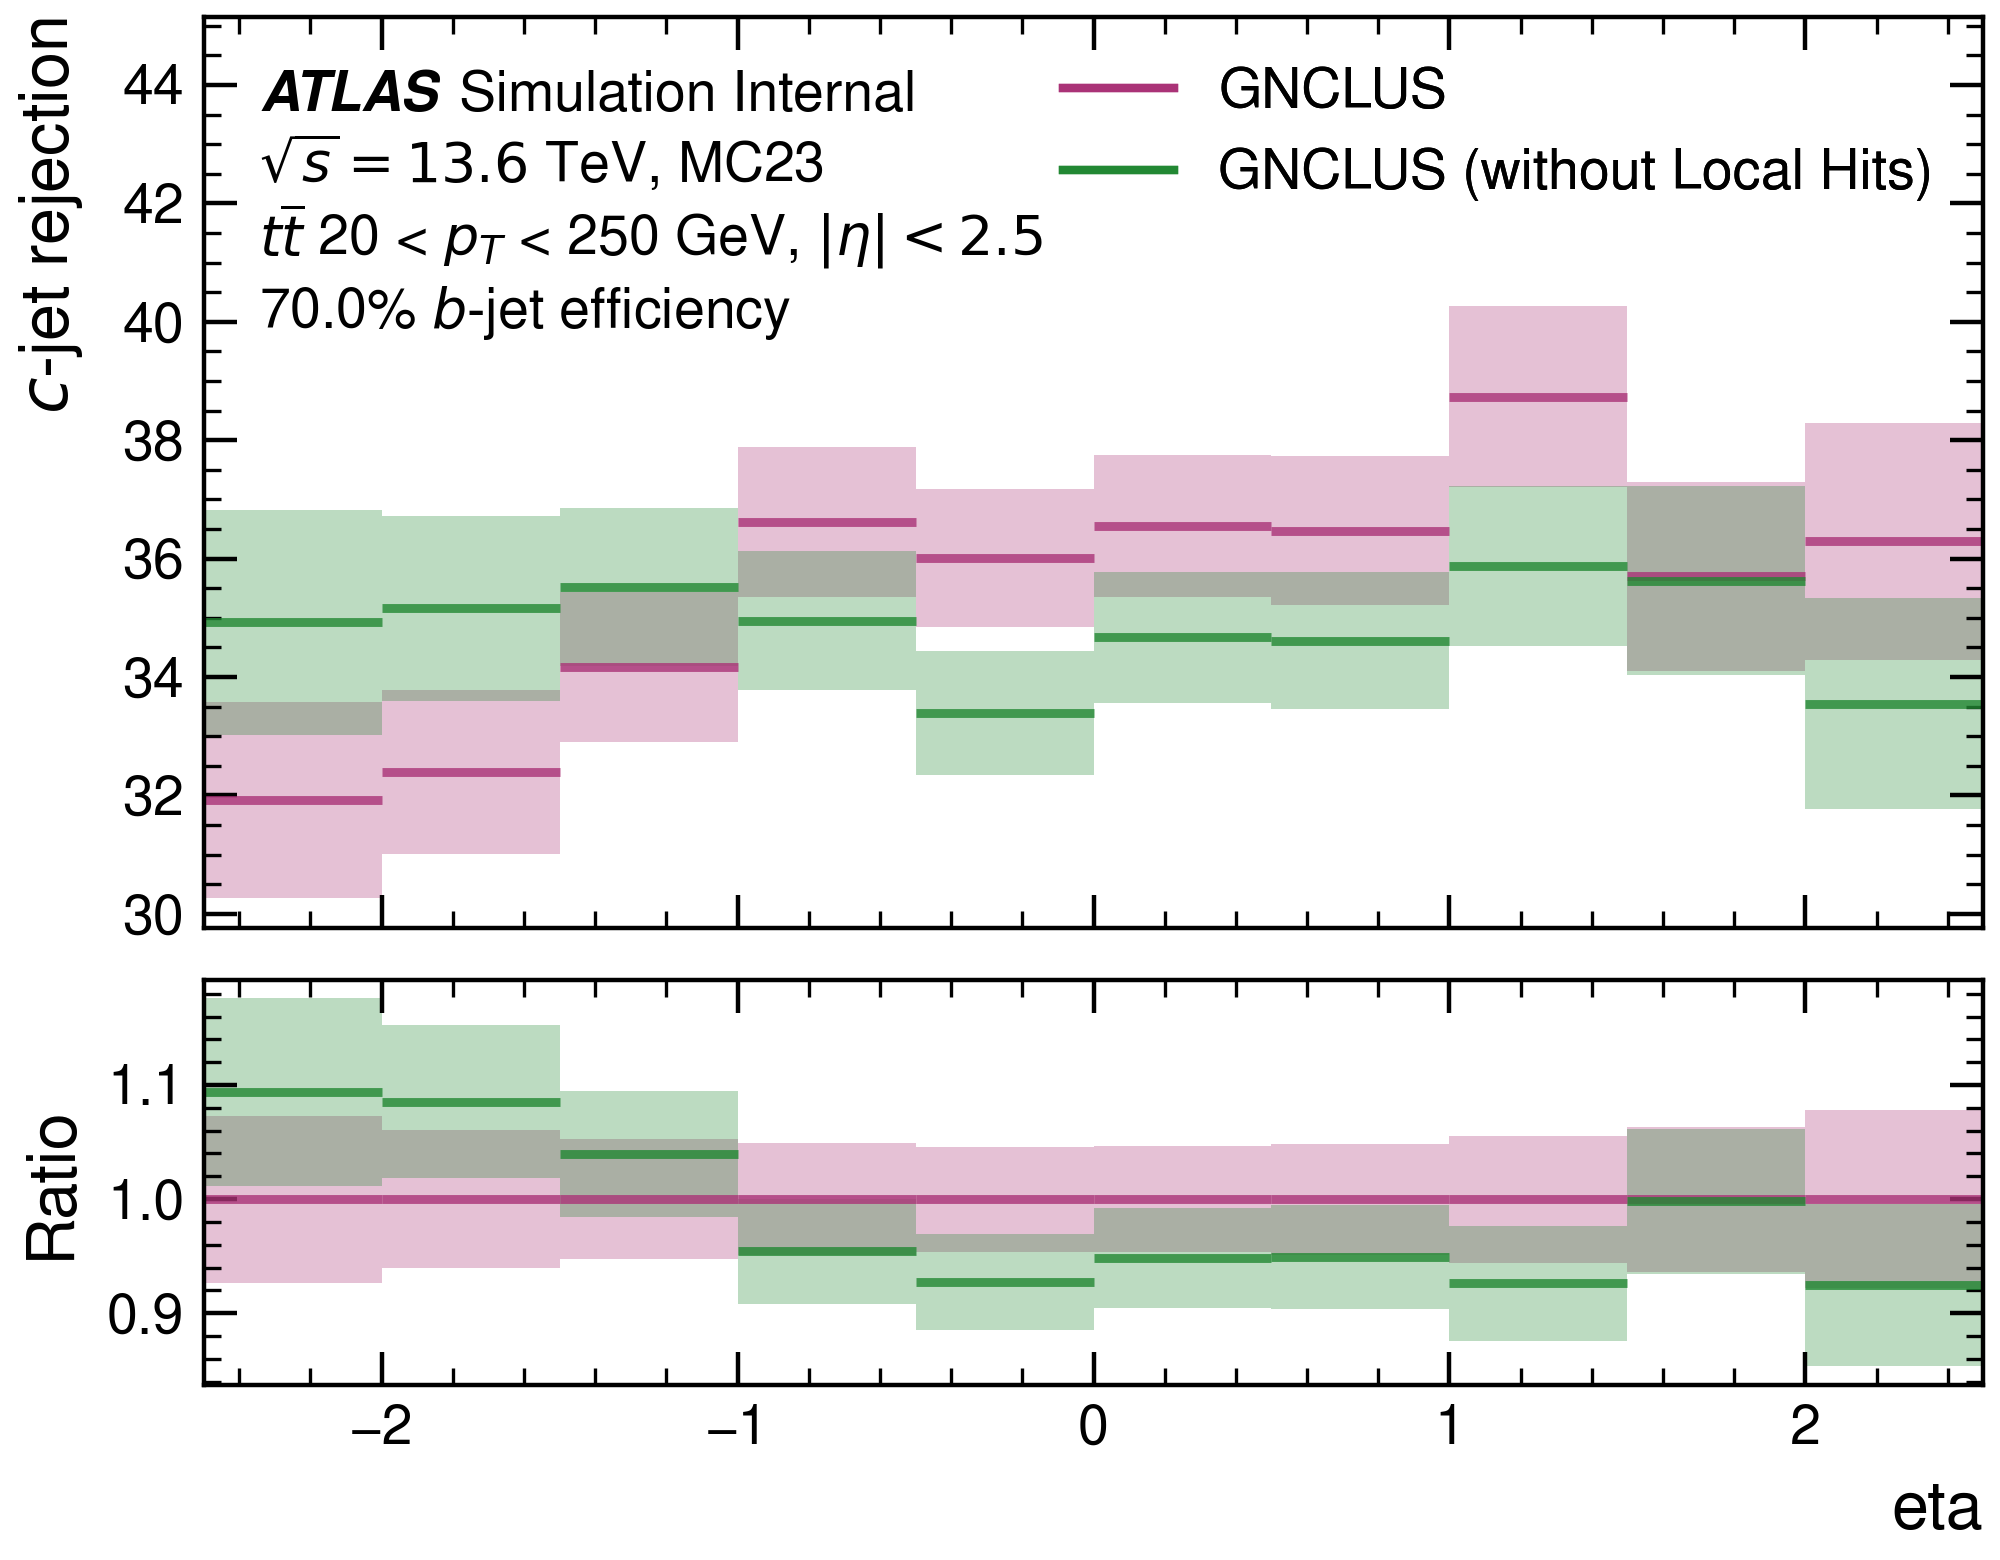 c-jet rejection
44
42
40
38
36
34
32
30
ATLAS Simulation Internal
√s = 13.6 TeV, MC23
tt̄ 20 < p_T < 250 GeV, |η| < 2.5
70.0% b-jet efficiency
GNCLUS
GNCLUS (without Local Hits)
Ratio
1.1
1.0
0.9
−2 −1 0 1 2
eta